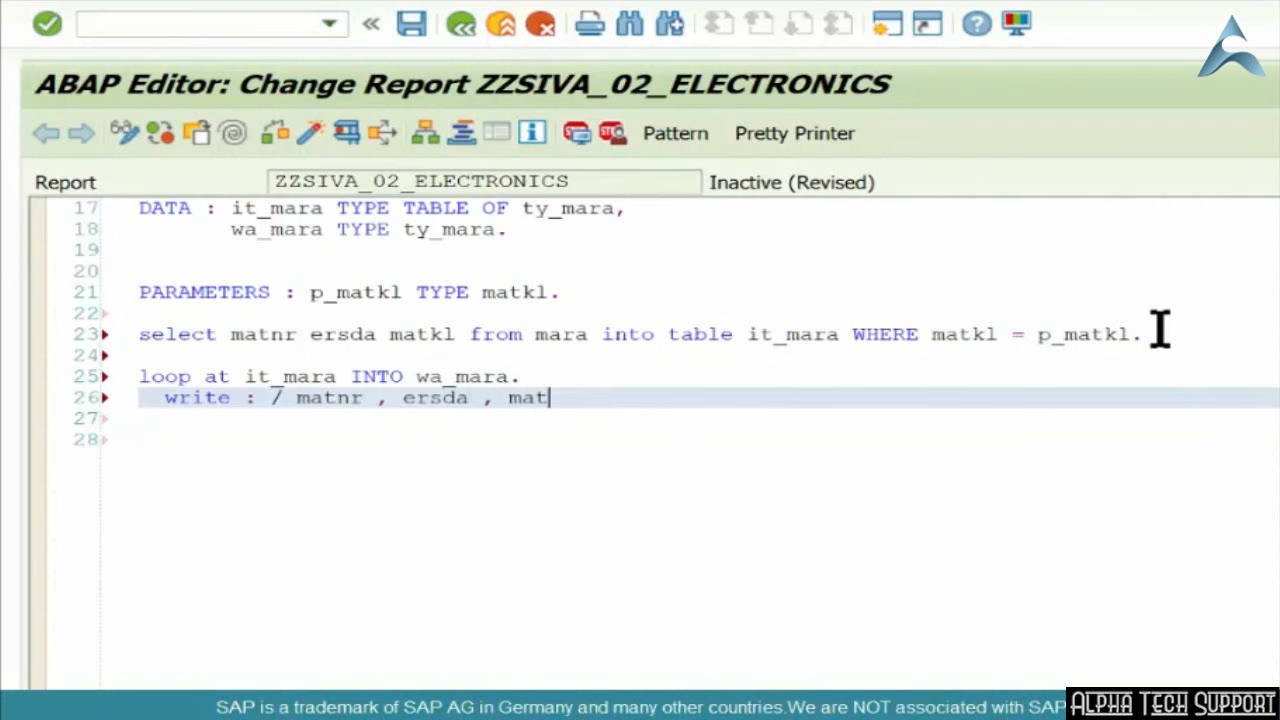 ABAP Editor: Change Report ZZSIVA_02_ELECTRONICS
Pattern Pretty Printer
Report ZZSIVA_02_ELECTRONICS Inactive (Revised)
17 DATA : it_mara TYPE TABLE OF ty_mara,
18 wa_mara TYPE ty_mara.
19
20
21 PARAMETERS : p_matkl TYPE matkl.
22
23 select matnr ersda matkl from mara into table it_mara WHERE matkl = p_matkl.
24
25 loop at it_mara INTO wa_mara.
26 write : / matnr , ersda , mat
27
28
SAP is a trademark of SAP AG in Germany and many other countries.We are NOT associated with SAP
ALPHA TECH SUPPORT